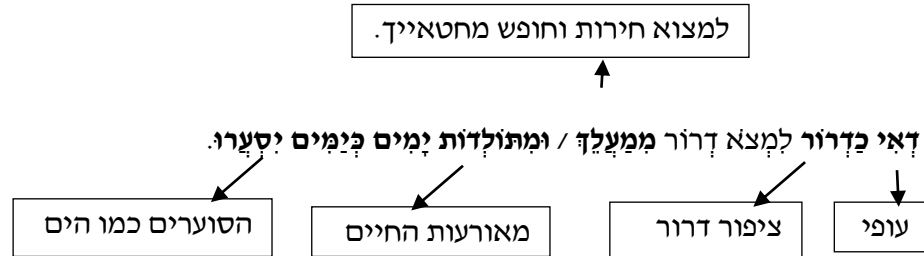 למצוא חירות וחופש מחטאייך.
דְּאִי כַדְּרוֹר לִמְצֹא דְרוֹר מִמַּעֲלֵךְ / וּמִתּוֹלְדוֹת יָמִים כְּיַמִּים יִסְעֲרוּ.
עופי
ציפור דרור
מאורעות החיים
הסוערים כמו הים